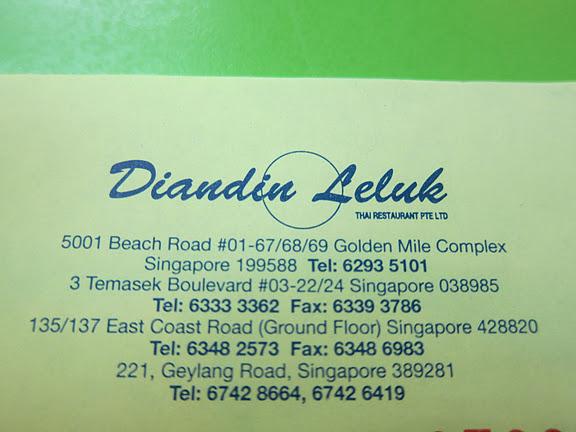 Diandin Leluk
THAI RESTAURANT PTE LTD
5001 Beach Road #01-67/68/69 Golden Mile Complex
Singapore 199588 Tel: 6293 5101
3 Temasek Boulevard #03-22/24 Singapore 038985
Tel: 6333 3362 Fax: 6339 3786
135/137 East Coast Road (Ground Floor) Singapore 428820
Tel: 6348 2573 Fax: 6348 6983
221, Geylang Road, Singapore 389281
Tel: 6742 8664, 6742 6419